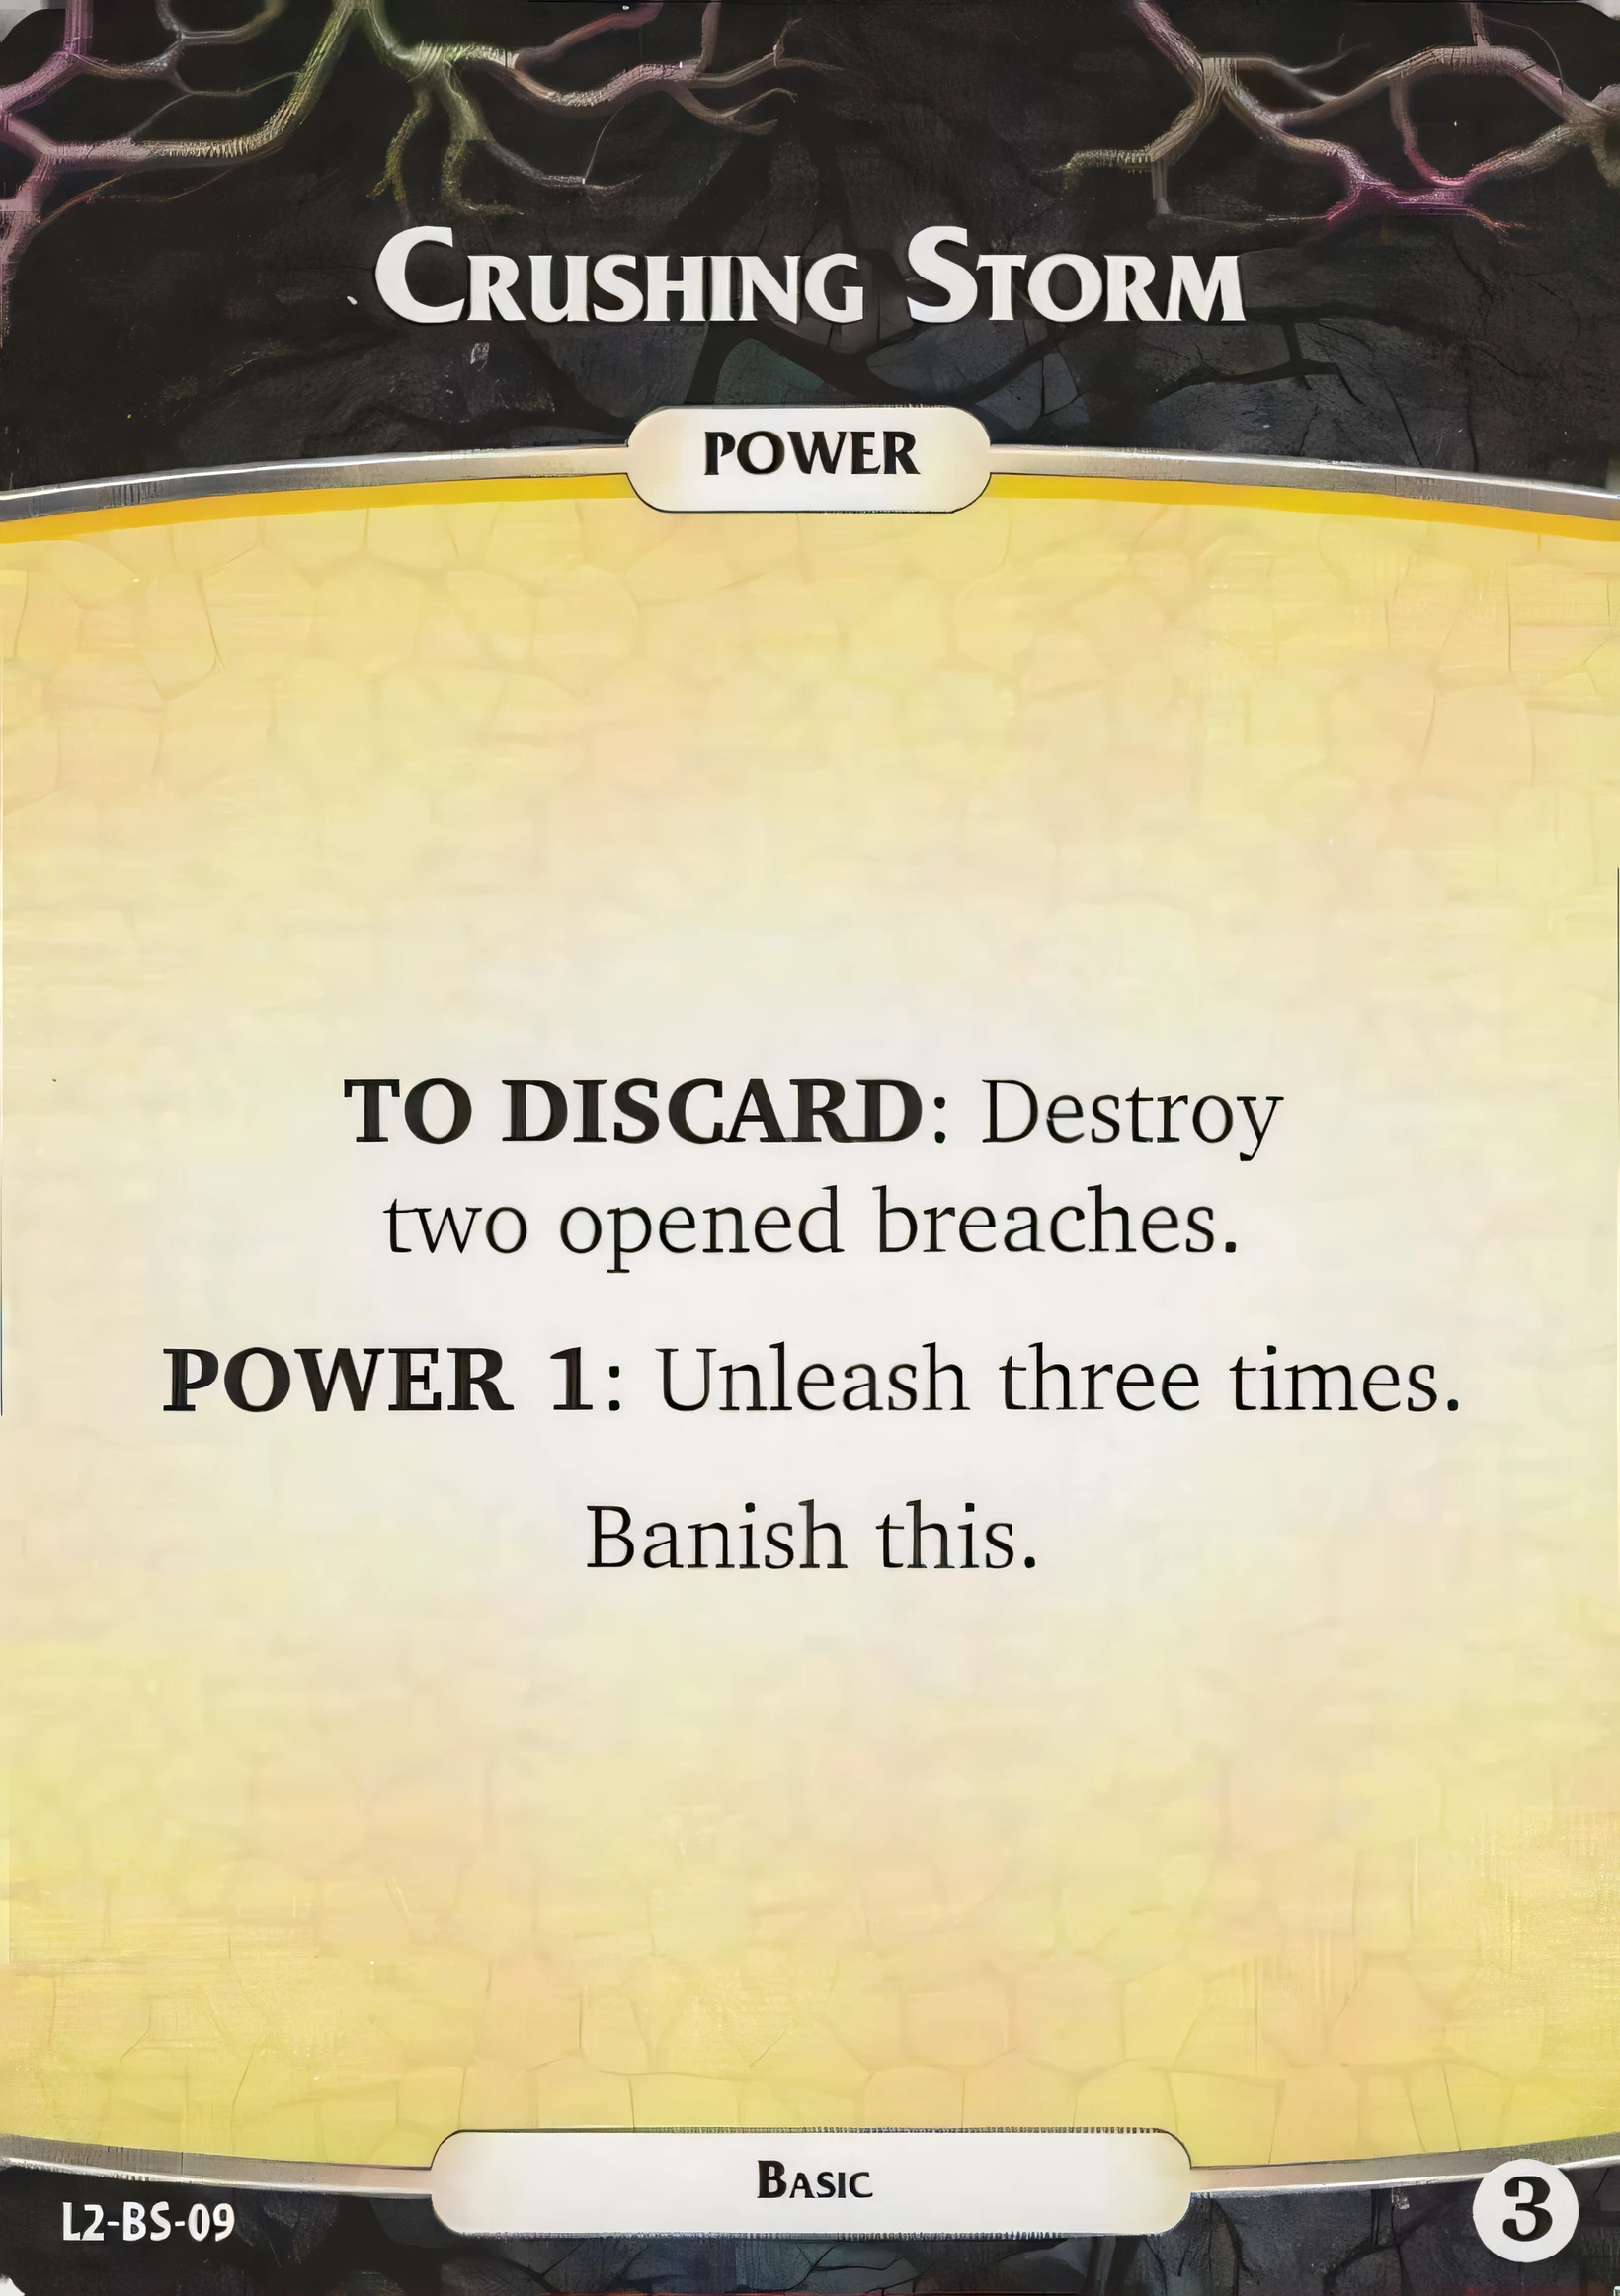 CRUSHING STORM
POWER
TO DISCARD: Destroy
two opened breaches.
POWER 1: Unleash three times.
Banish this.
BASIC
L2-BS-09
3